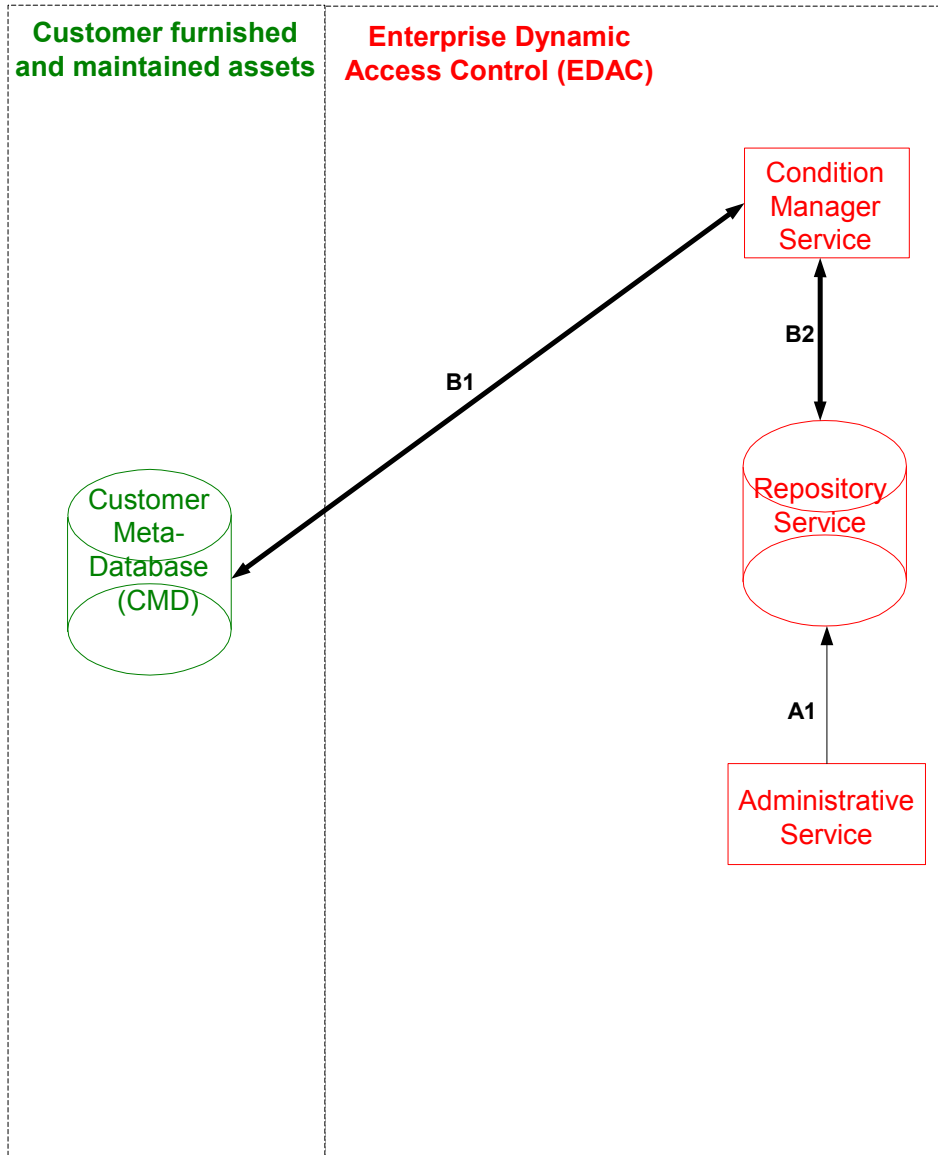 Customer furnished
and maintained assets
Enterprise Dynamic
Access Control (EDAC)
Condition
Manager
Service
B2
B1
Repository
Service
Customer
Meta-
Database
(CMD)
A1
Administrative
Service